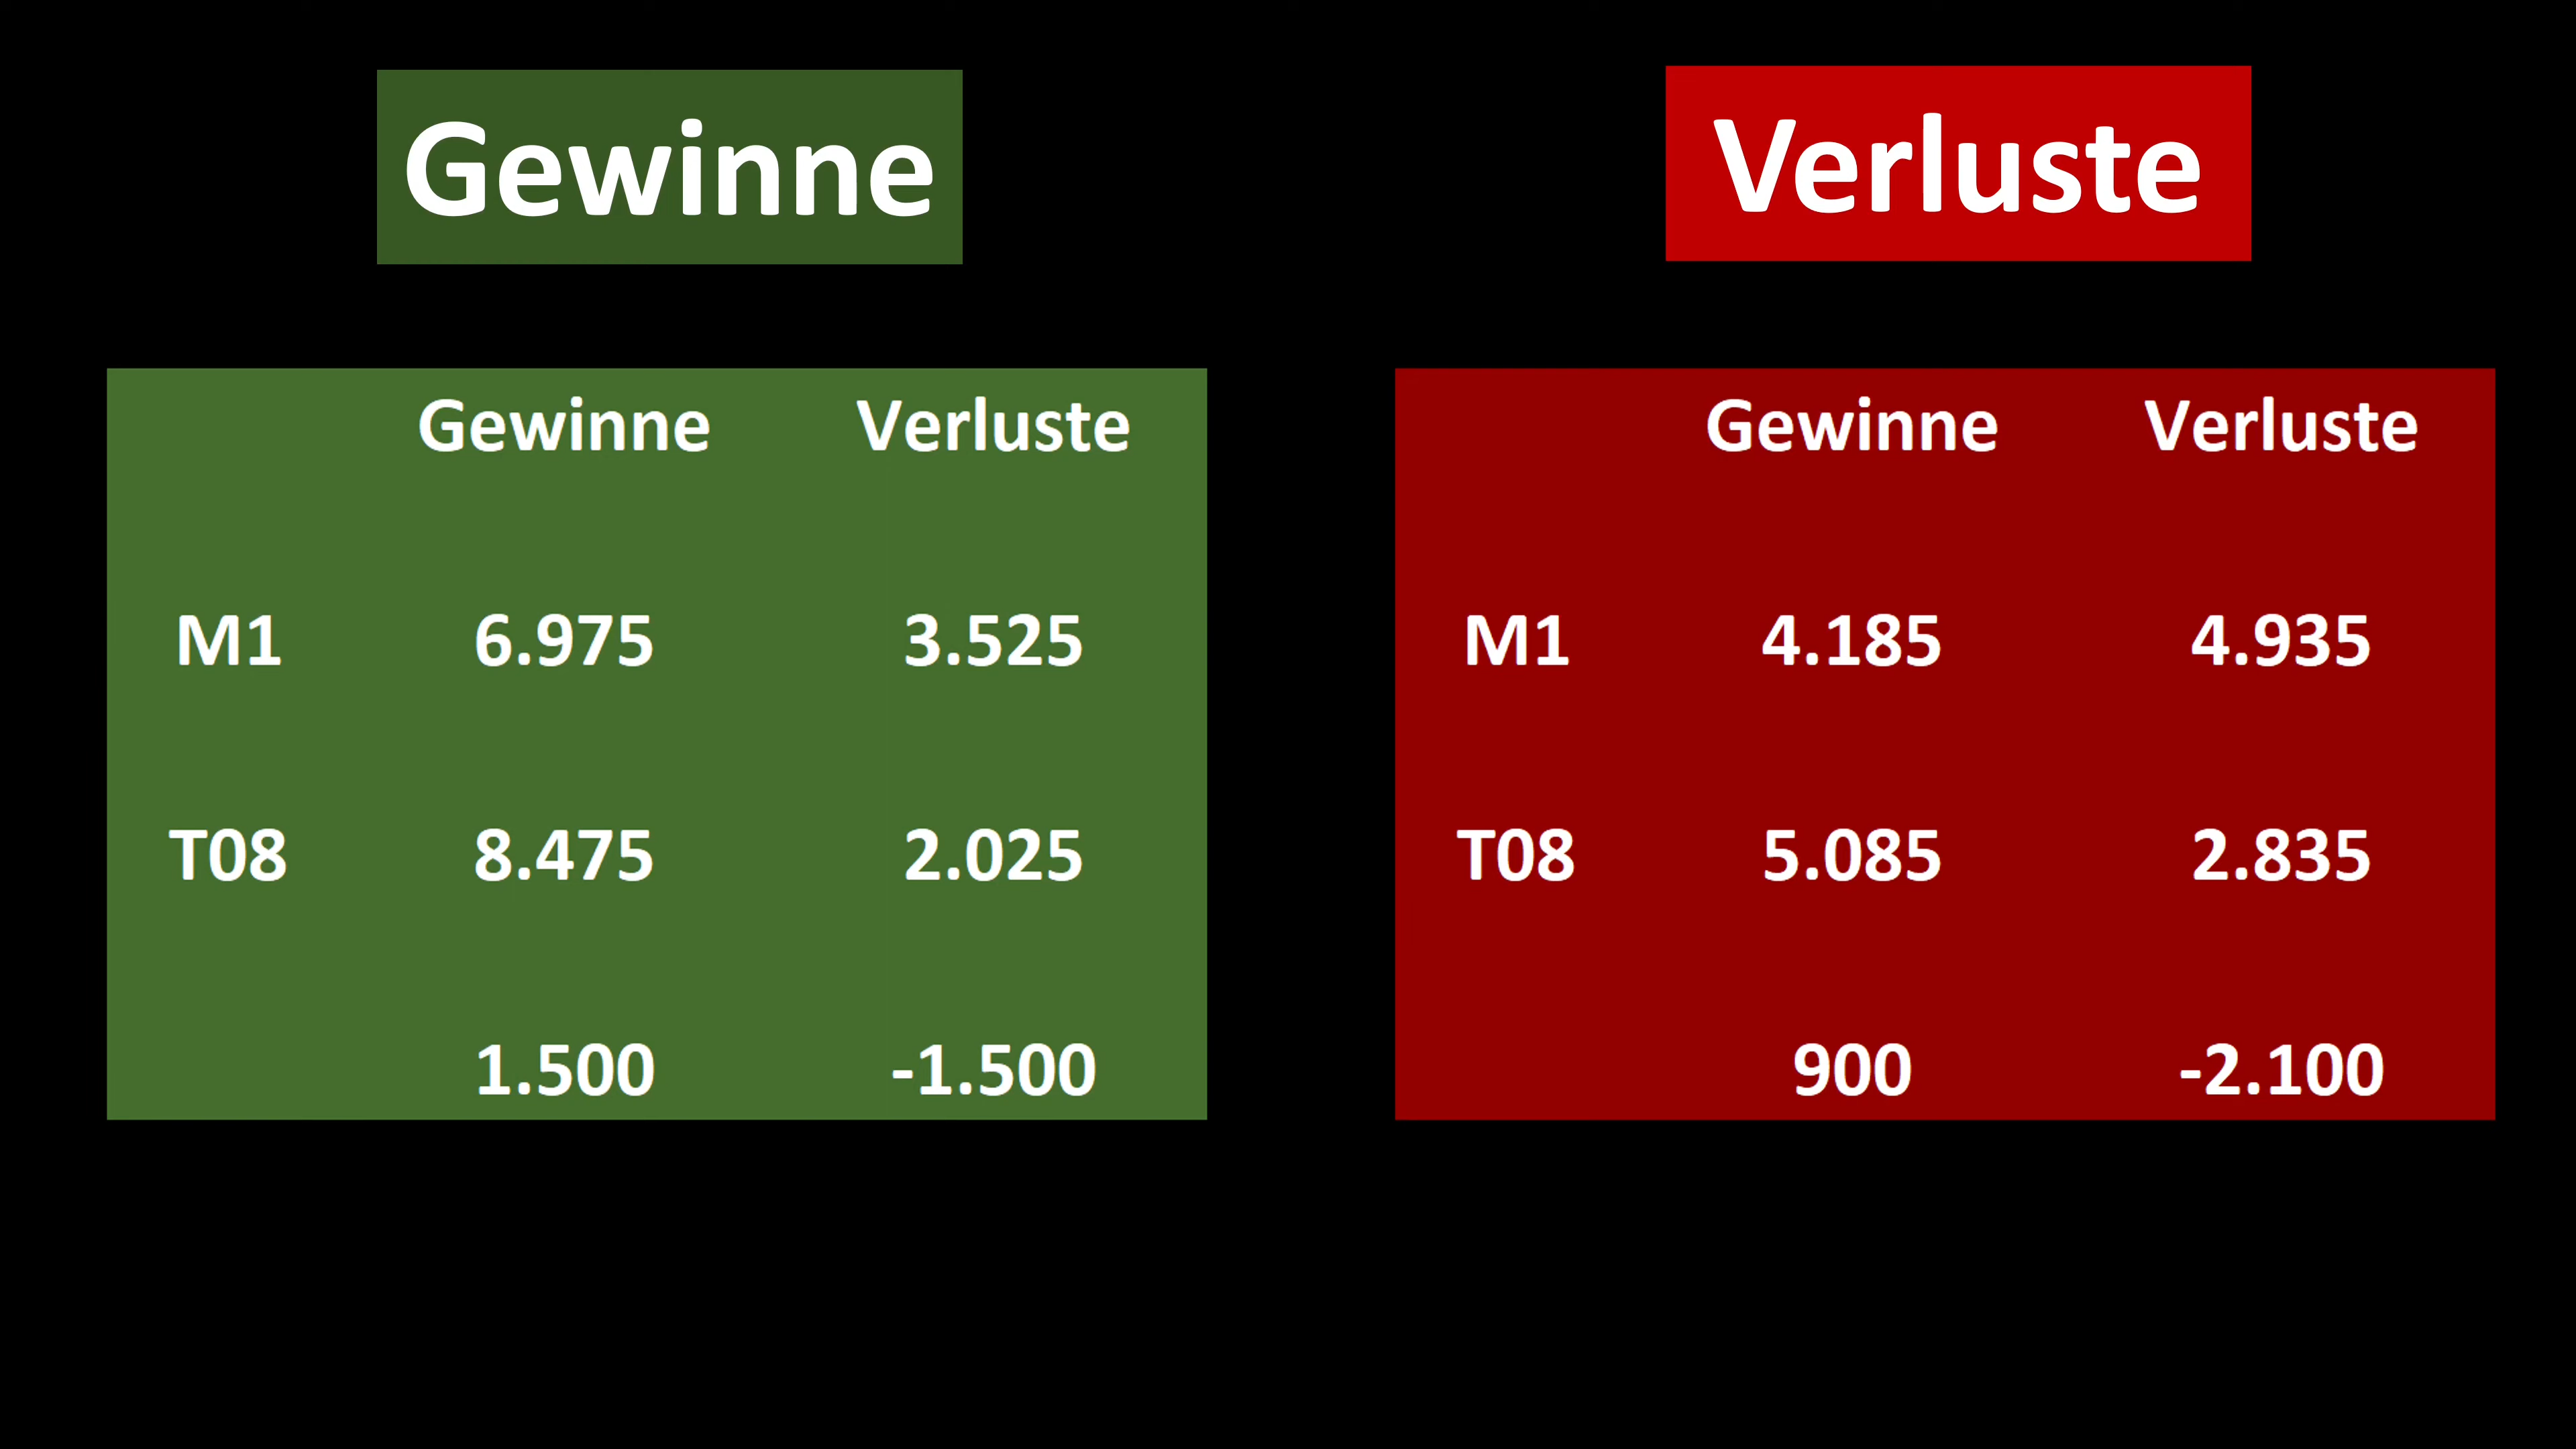 Gewinne
Gewinne Verluste
M1 6.975 3.525
T08 8.475 2.025
1.500 -1.500
Verluste
Gewinne Verluste
M1 4.185 4.935
T08 5.085 2.835
900 -2.100